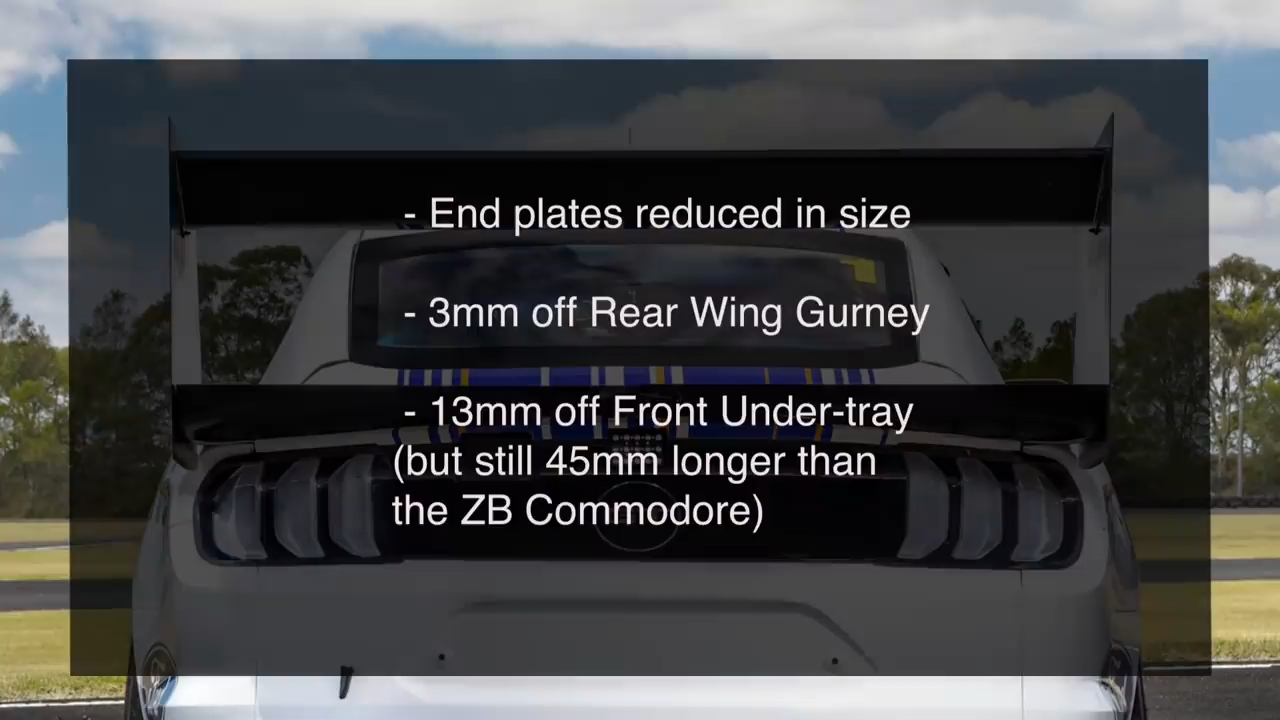 - End plates reduced in size
- 3mm off Rear Wing Gurney
- 13mm off Front Under-tray
(but still 45mm longer than
the ZB Commodore)